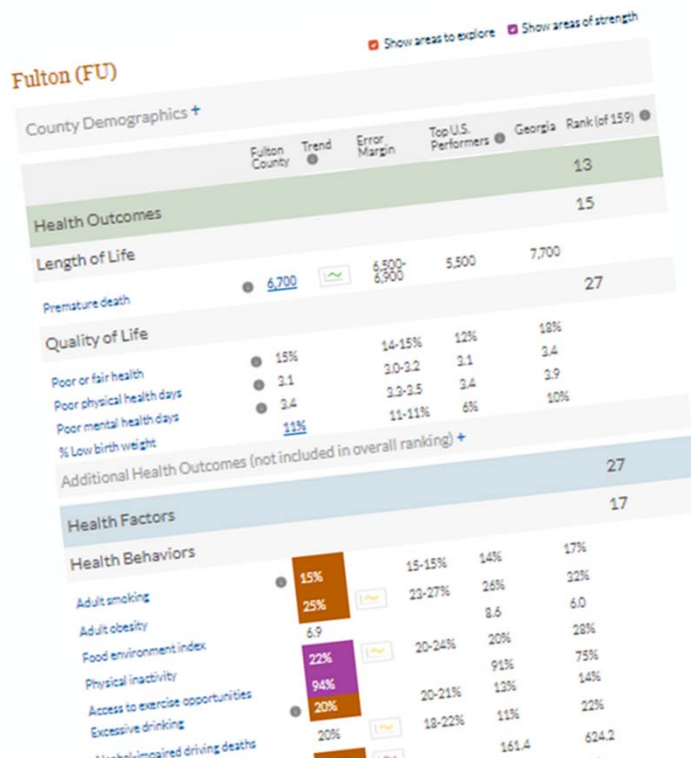 Show areas to explore Show areas of strength
Fulton (FU)
County Demographics +
Fulton County Trend Error Margin Top U.S. Performers Georgia Rank (of 159)
Health Outcomes 13
Length of Life 15
Premature death 6,700 6,500-6,900 5,500 7,700
Quality of Life 27
Poor or fair health 15% 14-15% 12% 18%
Poor physical health days 3.1 3.0-3.2 3.1 3.4
Poor mental health days 3.4 3.3-3.5 3.4 3.9
% Low birth weight 11% 11-11% 6% 10%
Additional Health Outcomes (not included in overall ranking) +
Health Factors 27
Health Behaviors 17
Adult smoking 15% 15-15% 14% 17%
Adult obesity 25% 23-27% 26% 32%
Food environment index 6.9 8.6 6.0
Physical inactivity 22% 20-24% 20% 28%
Access to exercise opportunities 94% 91% 75%
Excessive drinking 20% 20-21% 13% 14%
Alcohol-impaired driving deaths 20% 18-22% 11% 22%
161.4 624.2